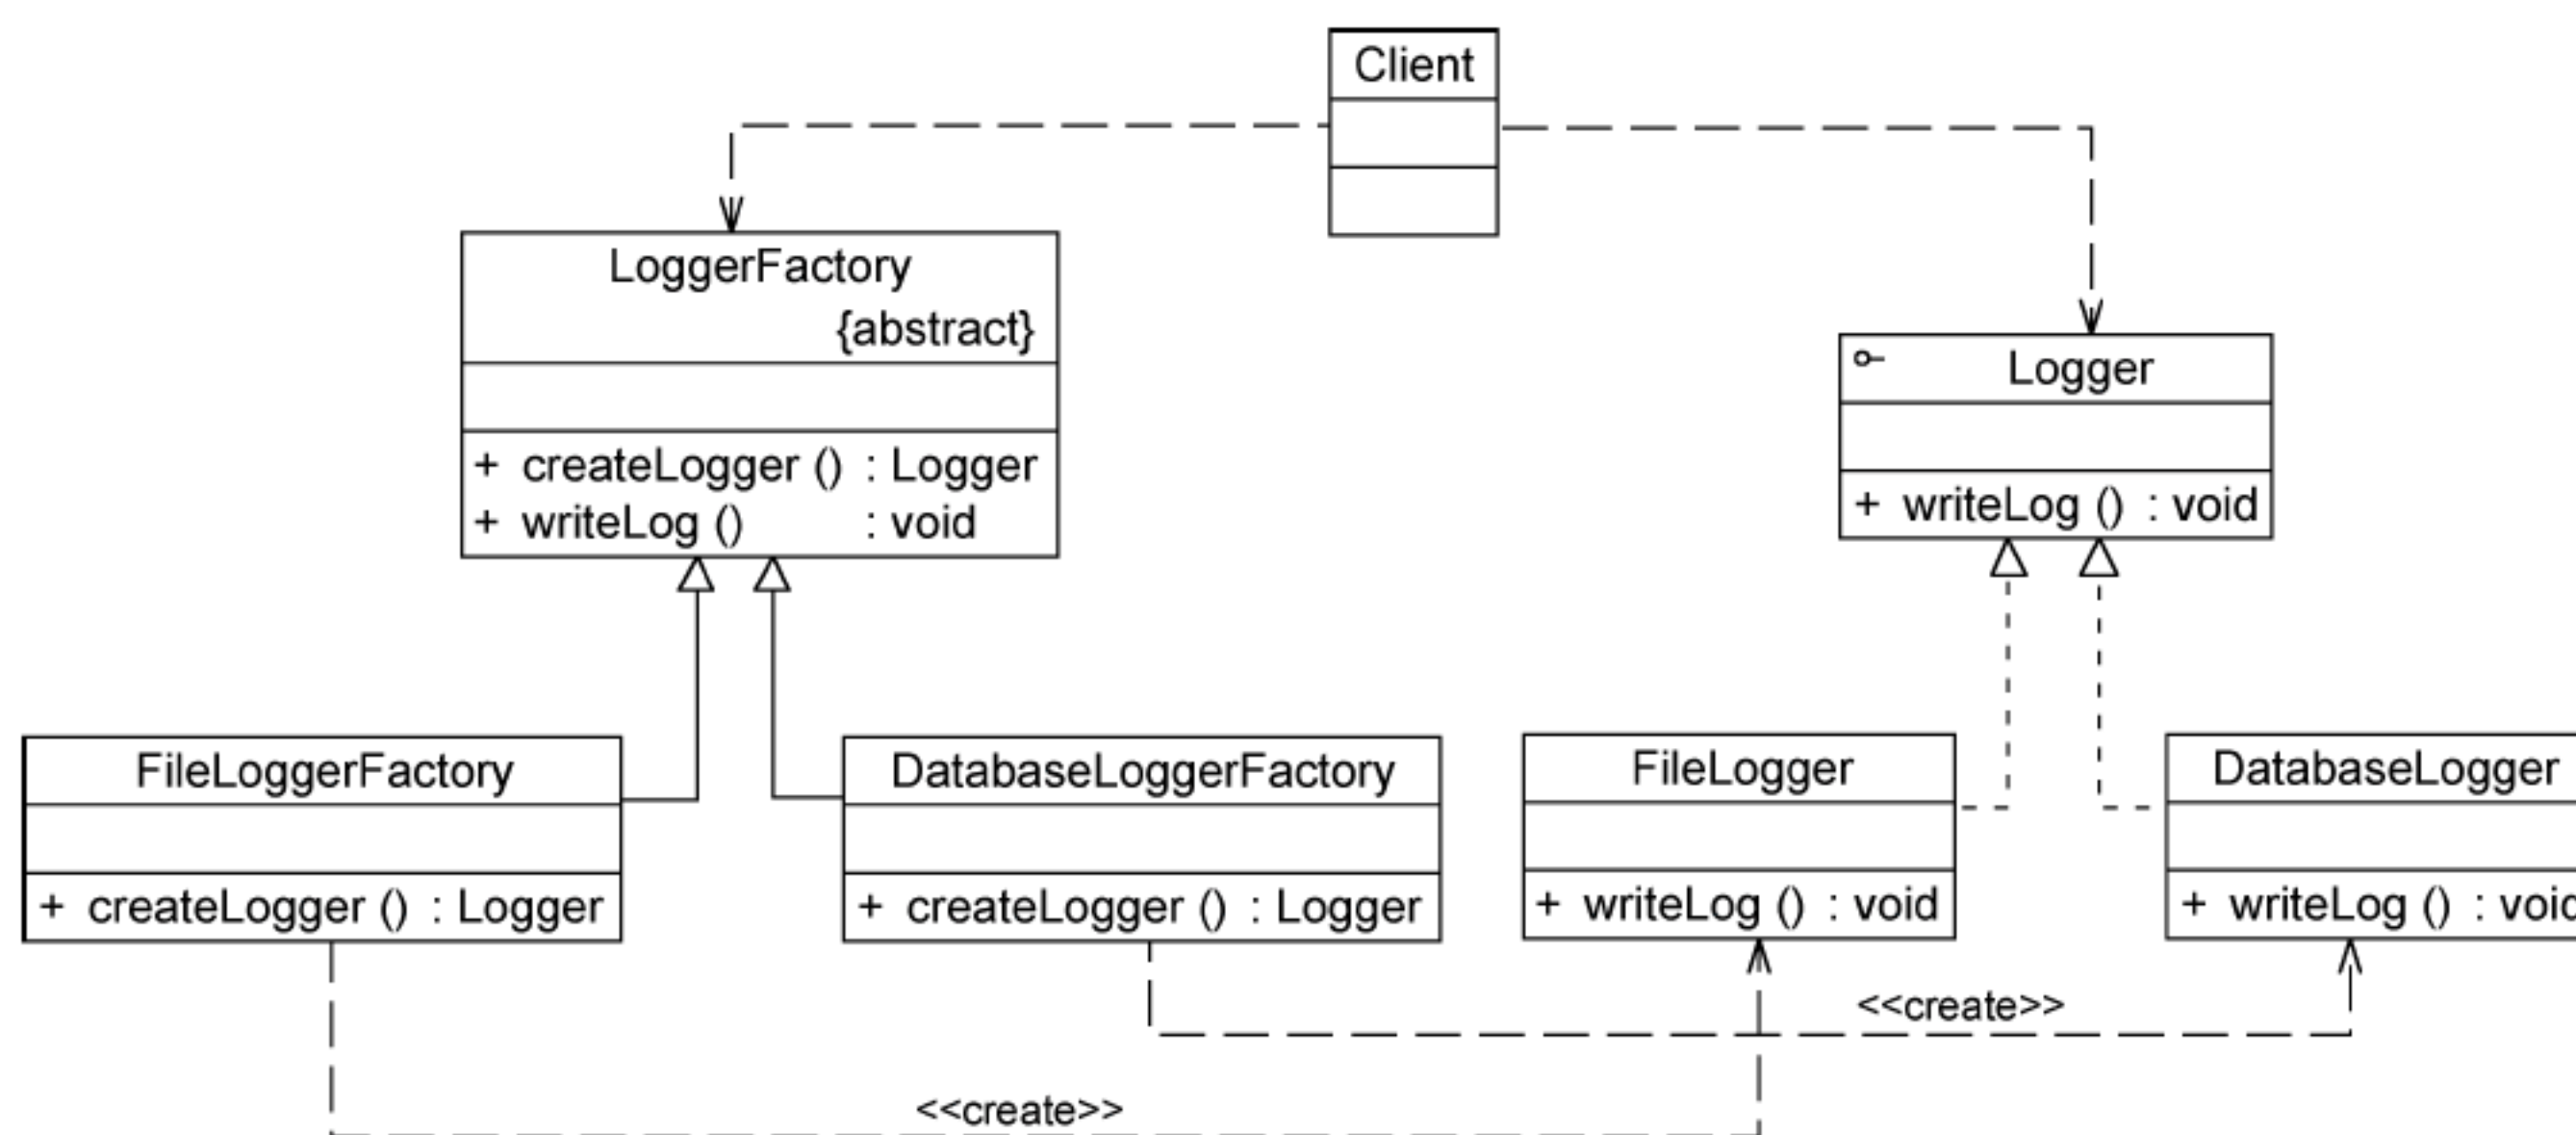 Client
LoggerFactory
{abstract}
+ createLogger () : Logger
+ writeLog () : void
Logger
+ writeLog () : void
FileLoggerFactory
+ createLogger () : Logger
DatabaseLoggerFactory
+ createLogger () : Logger
FileLogger
+ writeLog () : void
DatabaseLogger
+ writeLog () : void
<<create>>
<<create>>